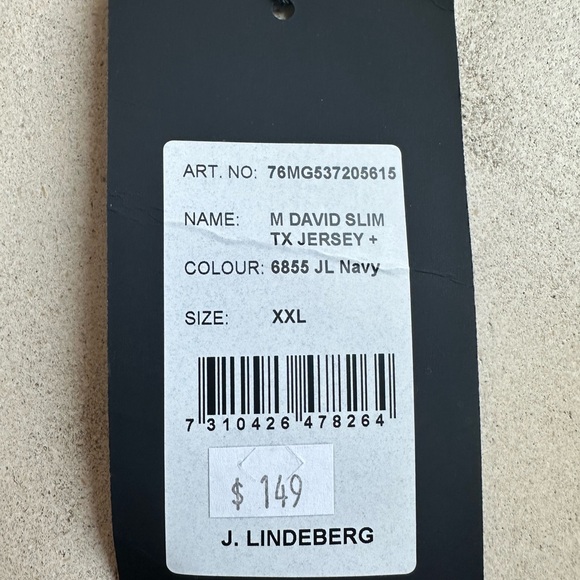 ART. NO: 76MG537205615
NAME: M DAVID SLIM
TX JERSEY +
COLOUR: 6855 JL Navy
SIZE: XXL
7 310426 478264
$ 149
J. LINDEBERG